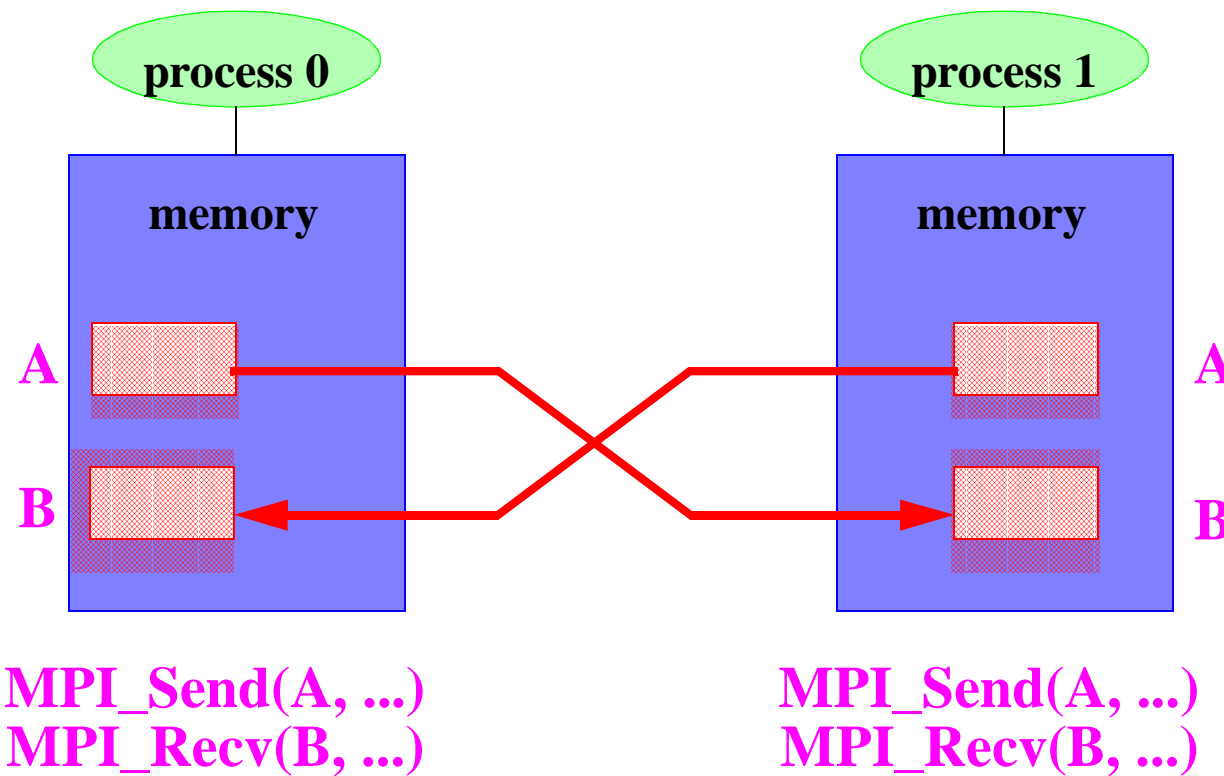 process 0
process 1
memory
memory
A
A
B
B
MPI_Send(A, ...)
MPI_Recv(B, ...)
MPI_Send(A, ...)
MPI_Recv(B, ...)